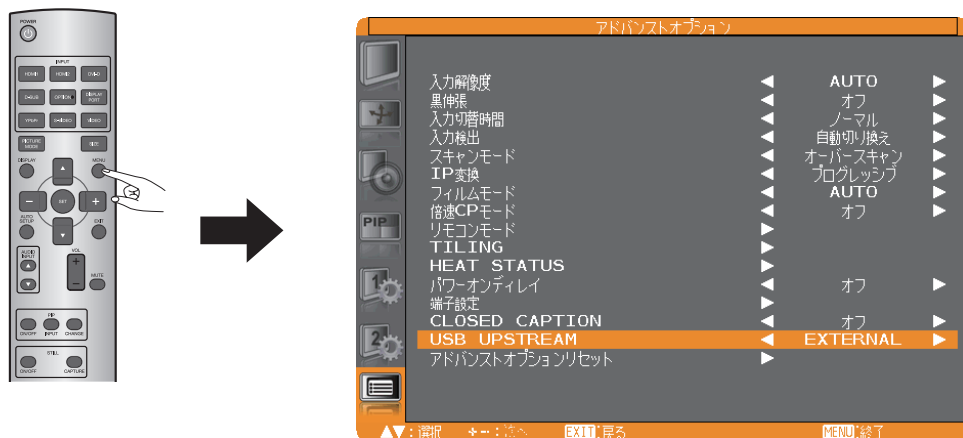 POWER
INPUT
HDMI1 HDMI2 DVI-D
D-SUB OPTION DISPLAY PORT
YPbPr S-VIDEO VIDEO
PICTURE MODE SIZE
DISPLAY MENU
SET
AUTO SETUP EXIT
AUDIO INPUT VOL
MUTE
PIP
ON/OFF INPUT CHANGE
STILL
ON/OFF CAPTURE
アドバンストオプション
入力解像度 AUTO
黒伸張 オフ
入力切替時間 ノーマル
入力検出 自動切り換え
スキャンモード オーバースキャン
IP変換 プログレッシブ
フィルムモード AUTO
倍速CPモード オフ
リモコンモード
TILING
HEAT STATUS
パワーオンディレイ オフ
端子設定
CLOSED CAPTION オフ
USB UPSTREAM EXTERNAL
アドバンストオプションリセット
PIP
1
2
:選択 +-:次へ EXIT:戻る MENU:終了